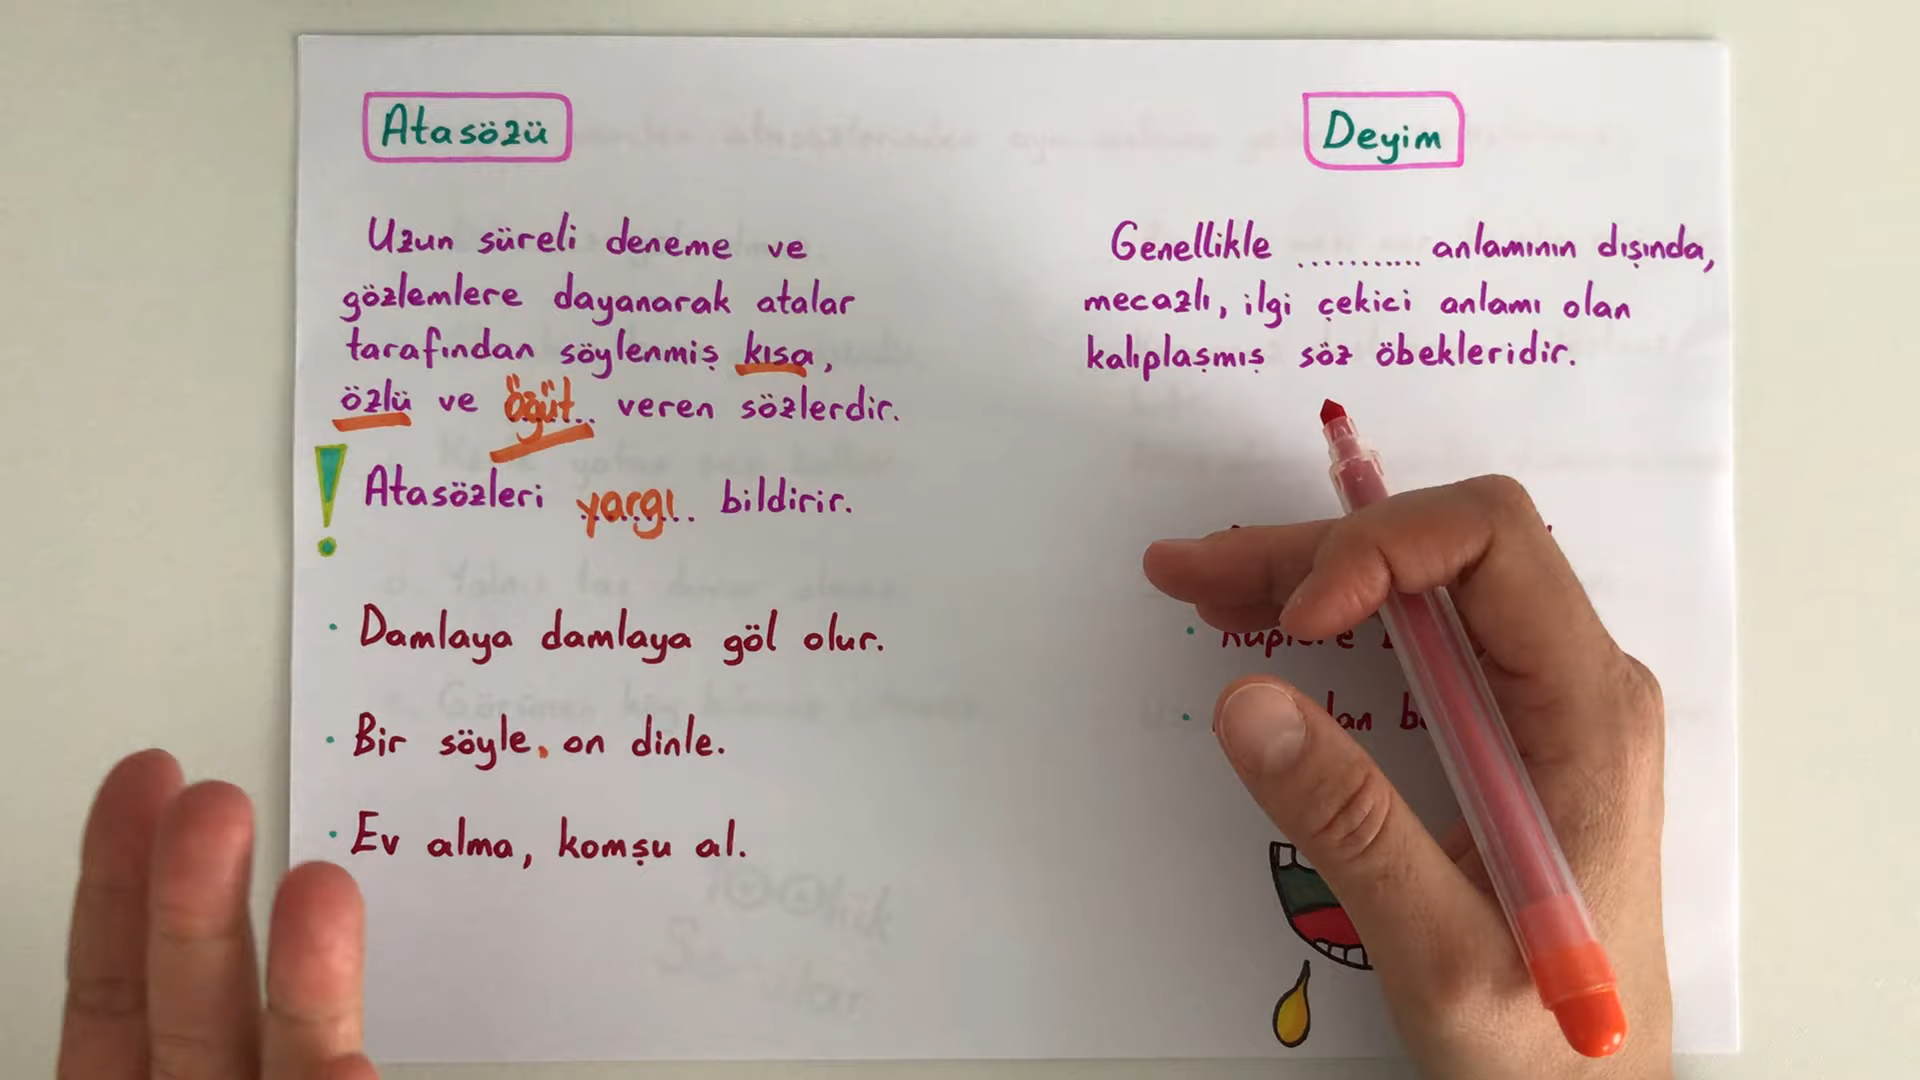 Atasözü
Uzun süreli deneme ve
gözlemlere dayanarak atalar
tarafından söylenmiş kısa,
özlü ve öğüt.. veren sözlerdir.
! Atasözleri yargı.. bildirir.
• Damlaya damlaya göl olur.
• Bir söyle, on dinle.
• Ev alma, komşu al.
Deyim
Genellikle ........... anlamının dışında,
mecazlı, ilgi çekici anlamı olan
kalıplaşmış söz öbekleridir.